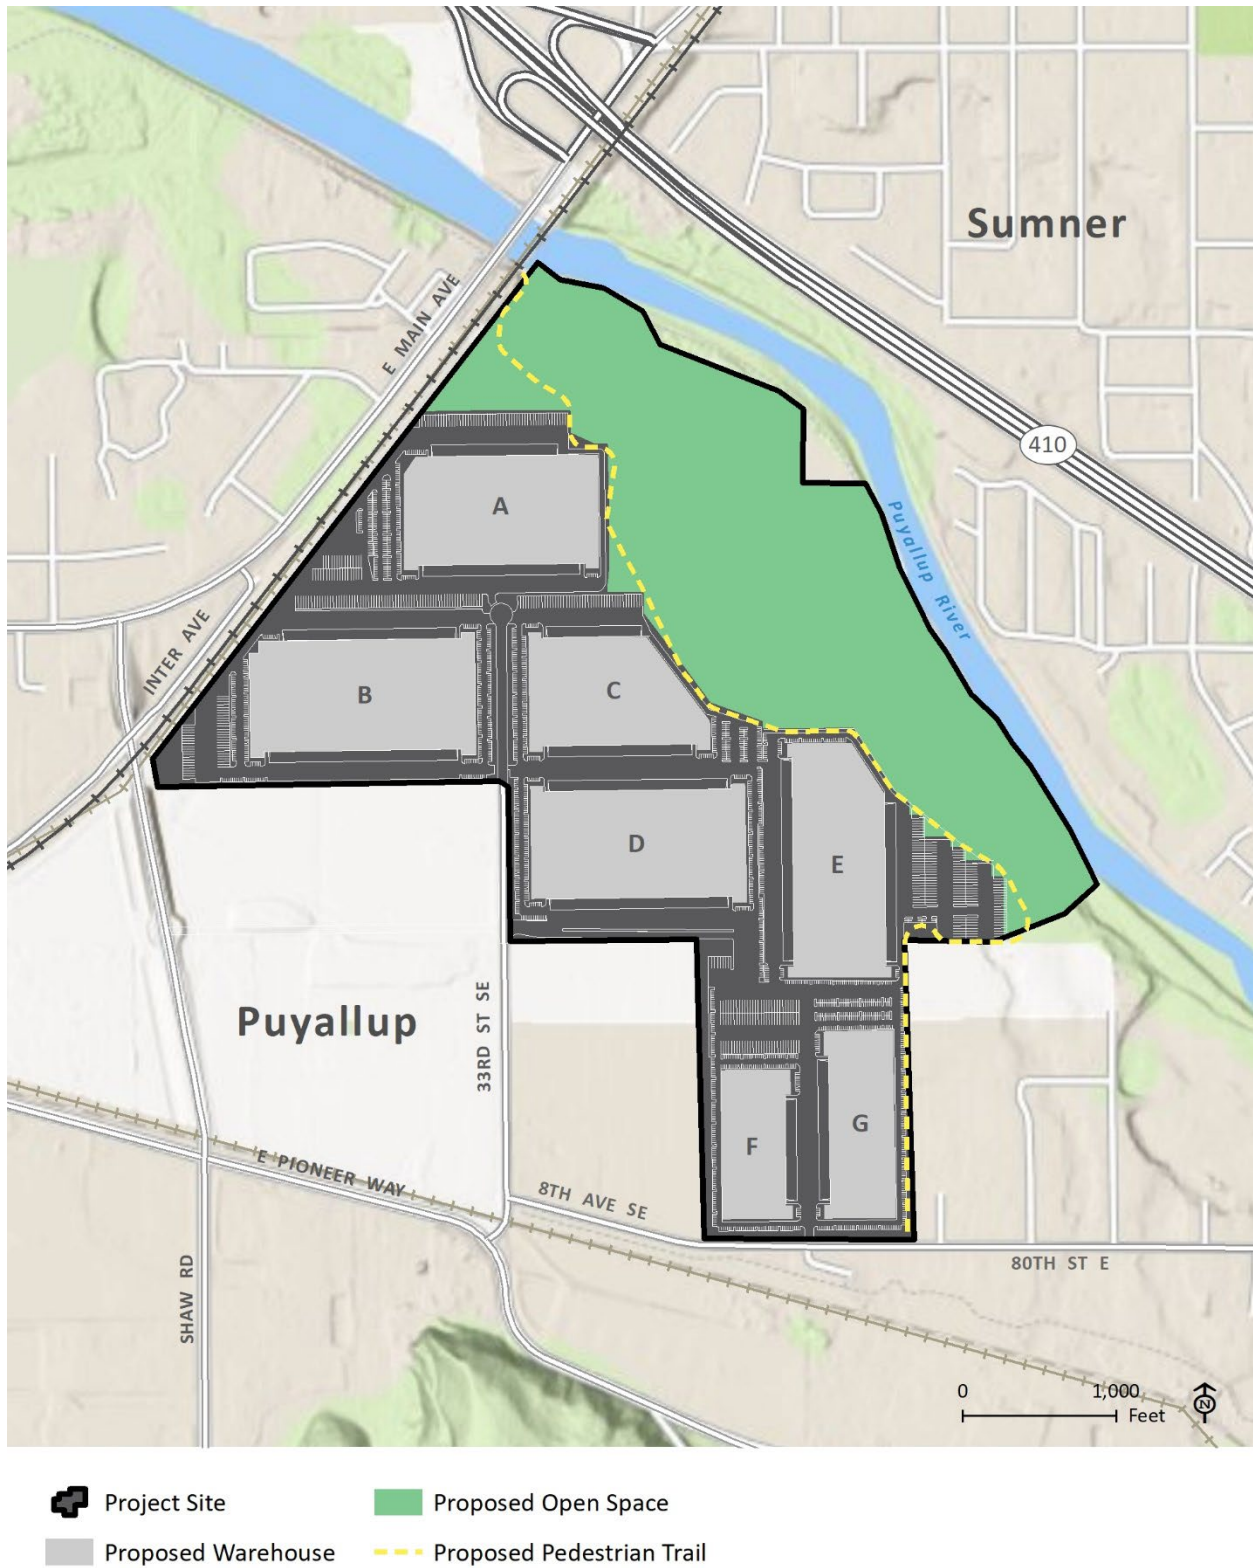 Sumner
E MAIN AVE
410
A
Puyallup River
INTER AVE
B
C
D
E
33RD ST SE
Puyallup
F
G
E PIONEER WAY
8TH AVE SE
80TH ST E
SHAW RD
0 1,000
Feet
N
Project Site
Proposed Open Space
Proposed Warehouse
Proposed Pedestrian Trail